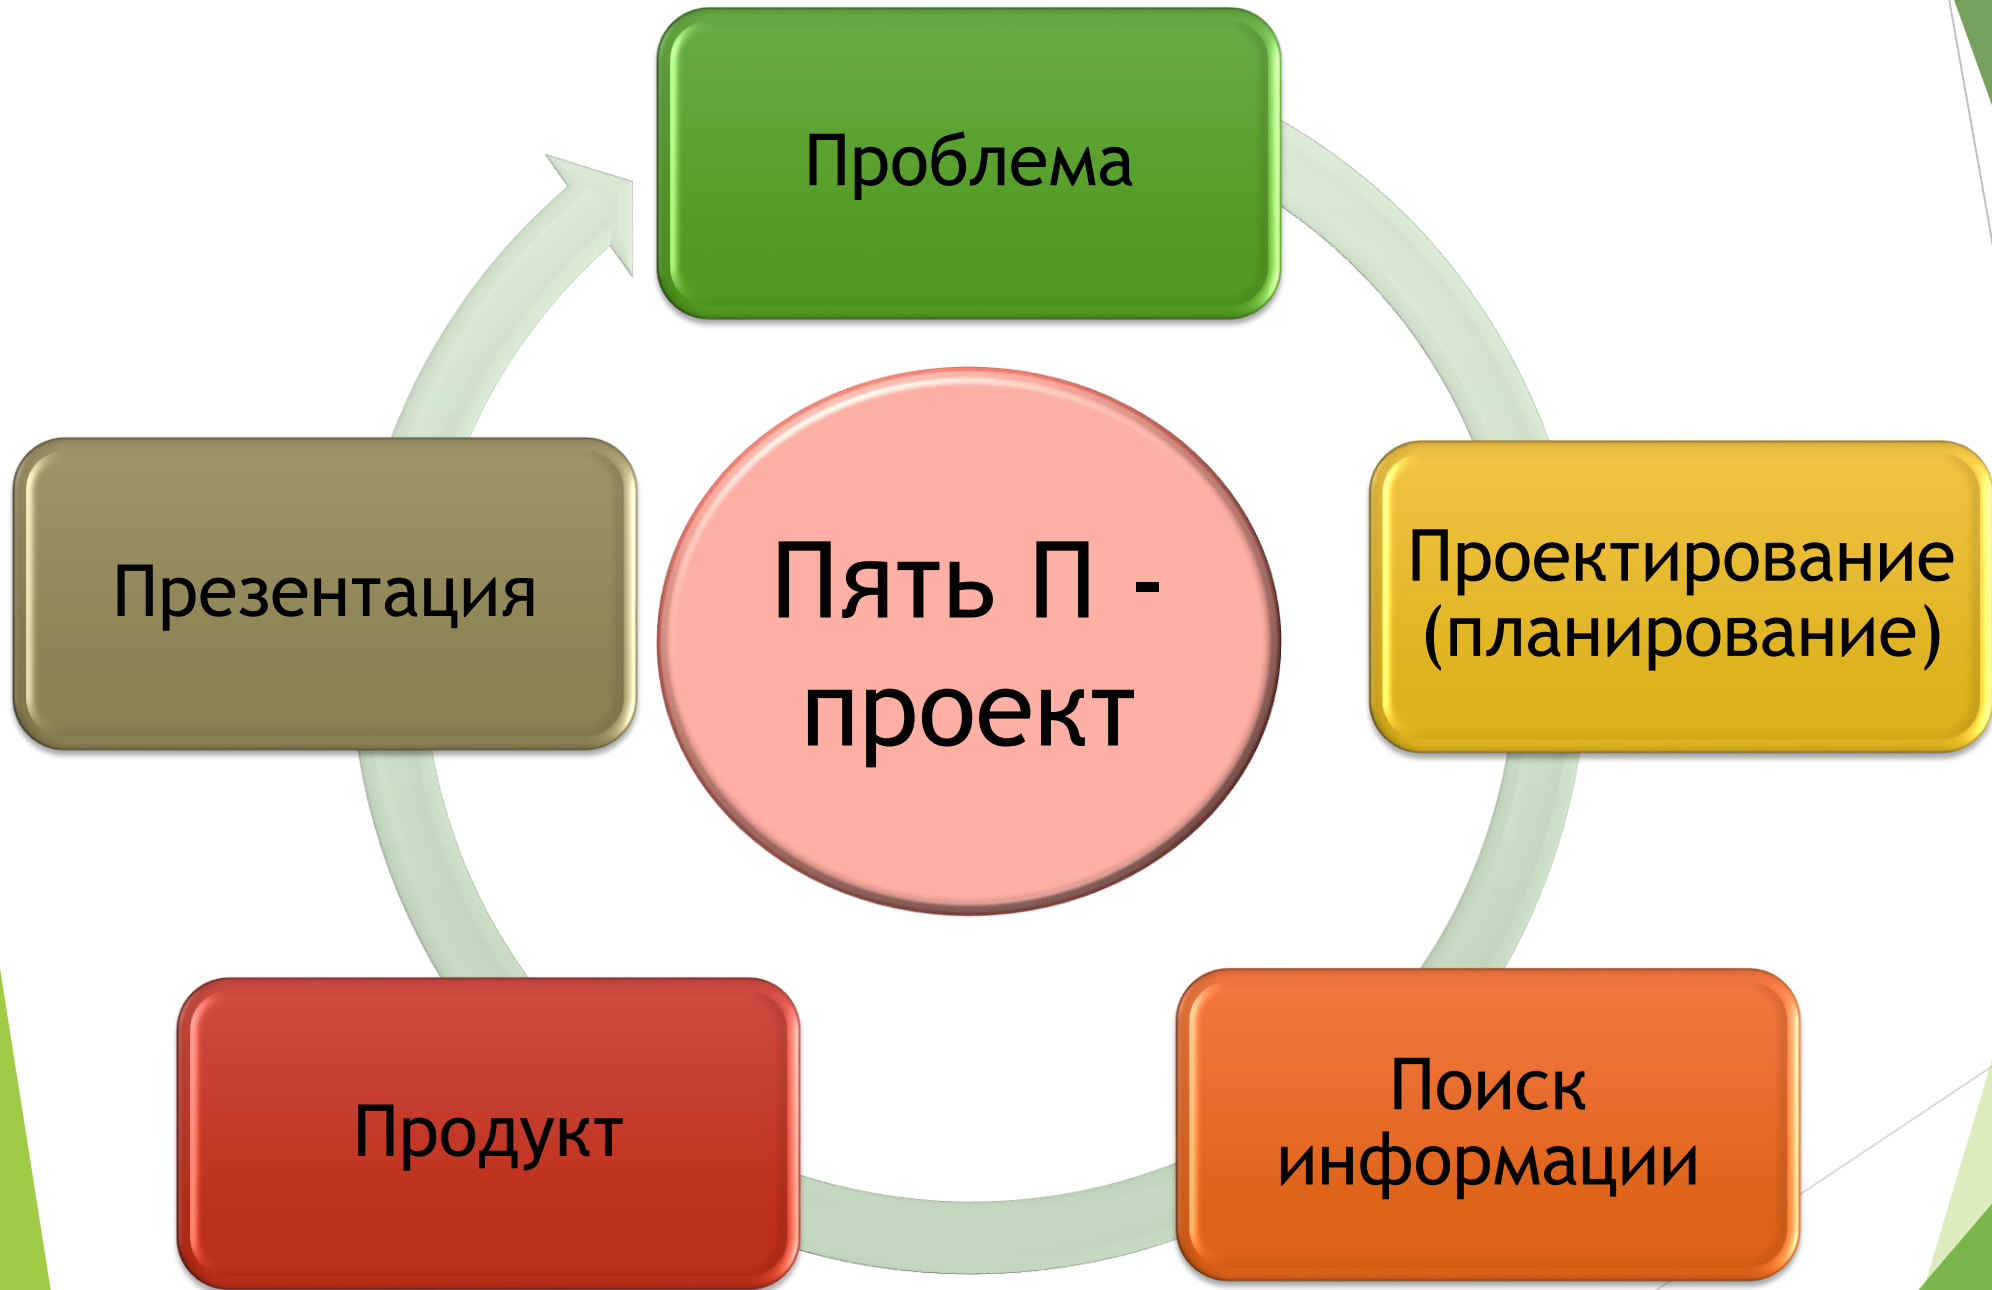 Проблема
Проектирование
(планирование)
Поиск
информации
Продукт
Презентация
Пять П -
проект